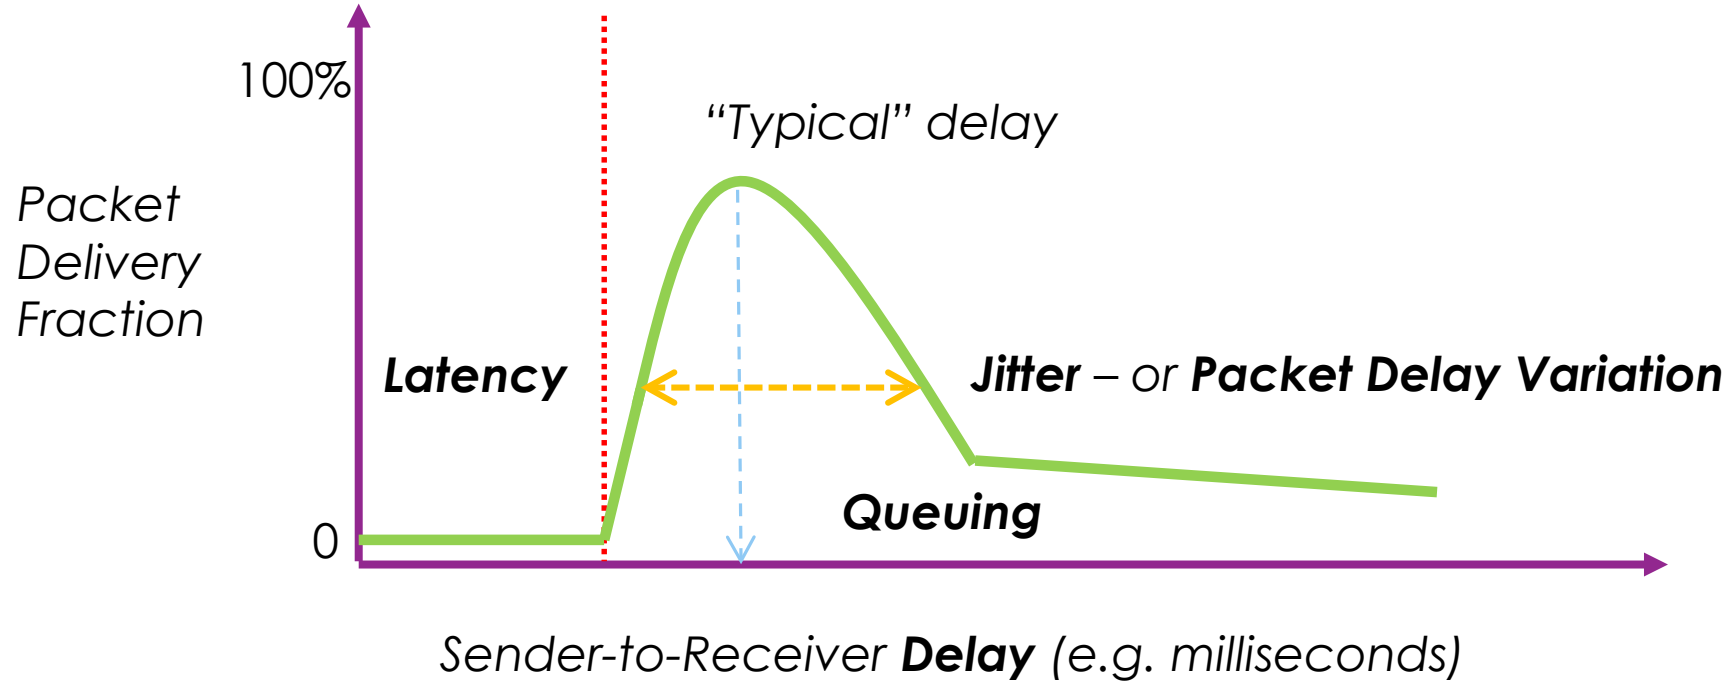 100%
“Typical” delay
Packet
Delivery
Fraction
Latency
Jitter – or Packet Delay Variation
Queuing
0
Sender-to-Receiver Delay (e.g. milliseconds)